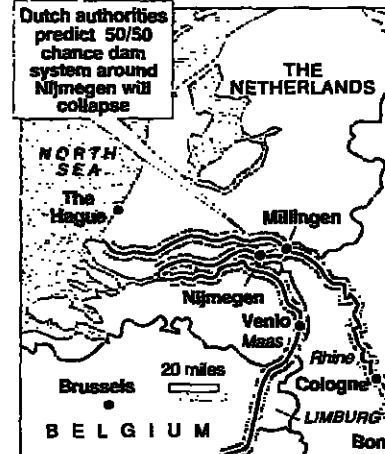 Dutch authorities
predict 50/50
chance dam
system around
Nijmegen will
collapse
THE
NETHERLANDS
NORTH
SEA
The
Hague
Millingen
Nijmegen
Venlo
Maas
20 miles
Rhine
Brussels
Cologne
LIMBURG
BELGIUM
Bon